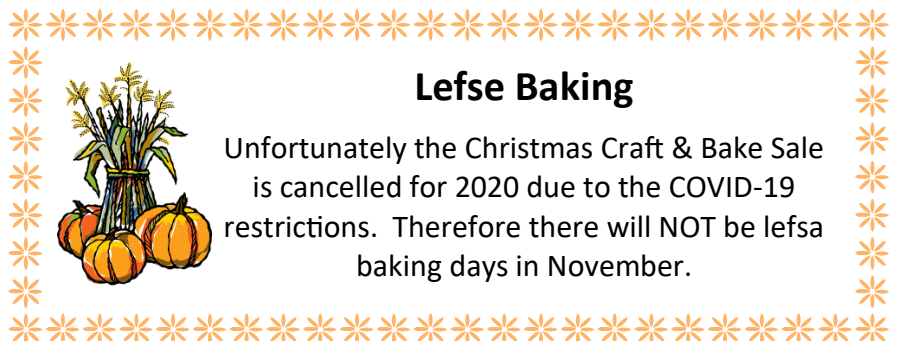 Lefse Baking
Unfortunately the Christmas Craft & Bake Sale
is cancelled for 2020 due to the COVID-19
restrictions.  Therefore there will NOT be lefsa
baking days in November.